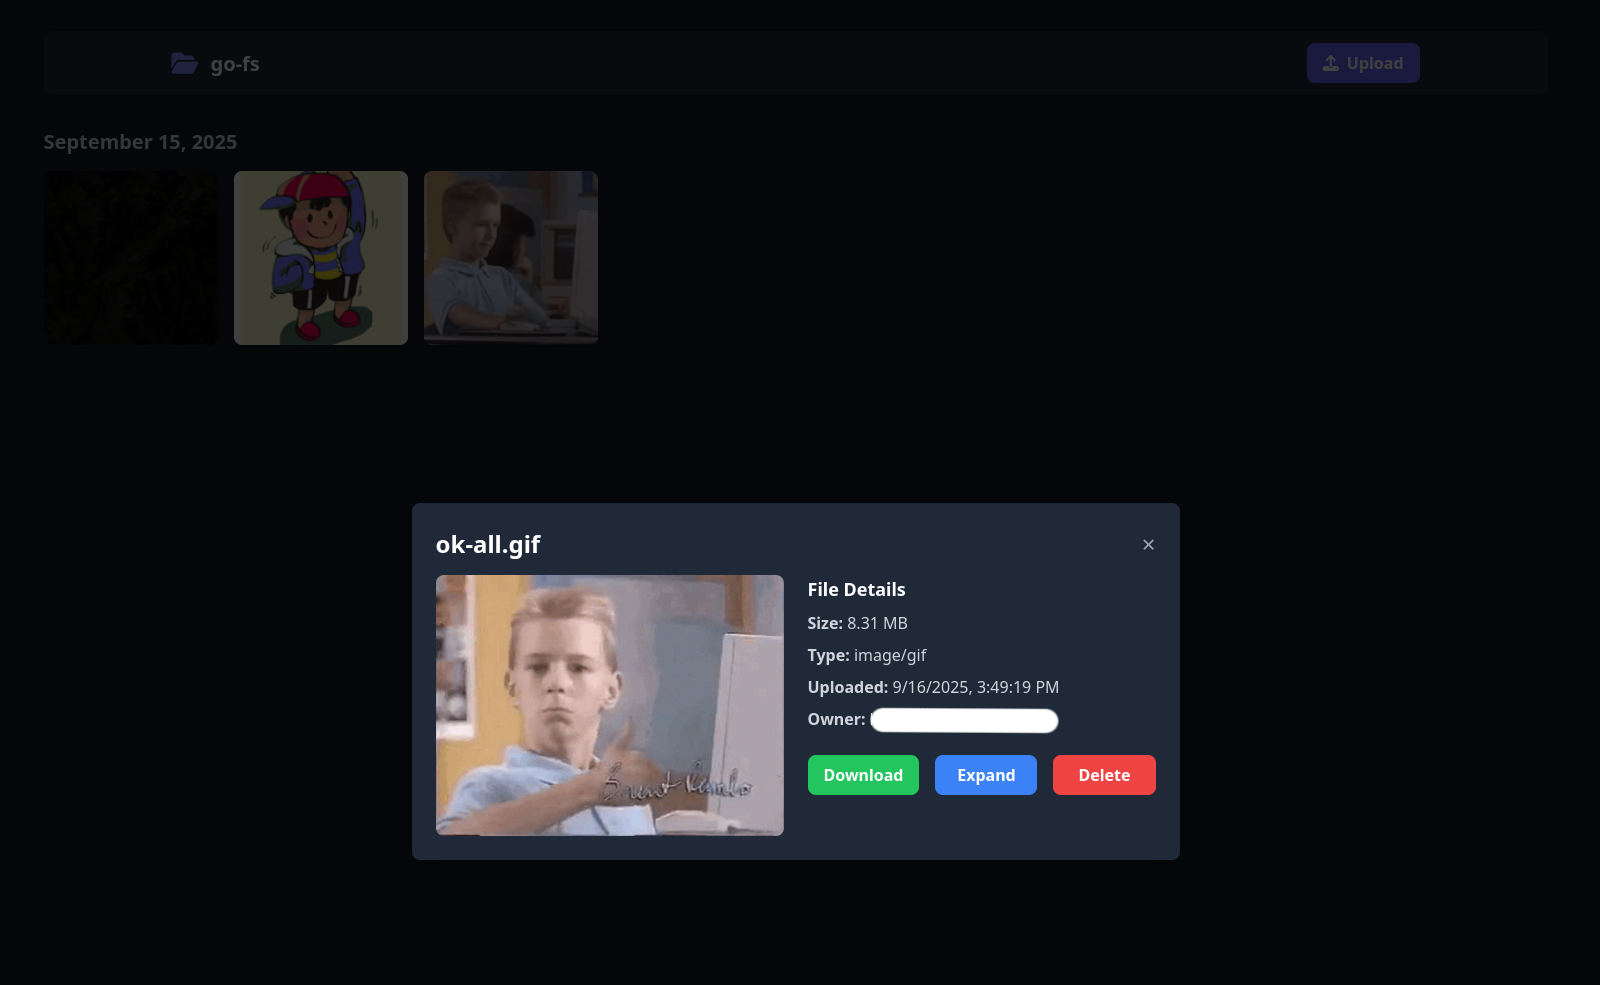 go-fs
Upload
September 15, 2025
ok-all.gif
×
File Details
Size: 8.31 MB
Type: image/gif
Uploaded: 9/16/2025, 3:49:19 PM
Owner:
Brent Rambo
Download
Expand
Delete